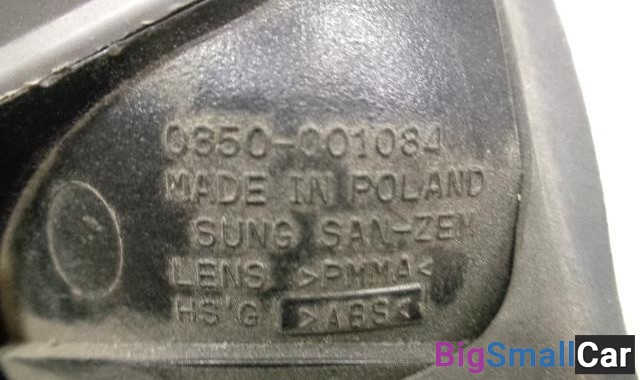 0350-001084
MADE IN POLAND
SUNG SAN-ZEM
LENS >PMMA<
HS'G >ABS<
BigSmallCar